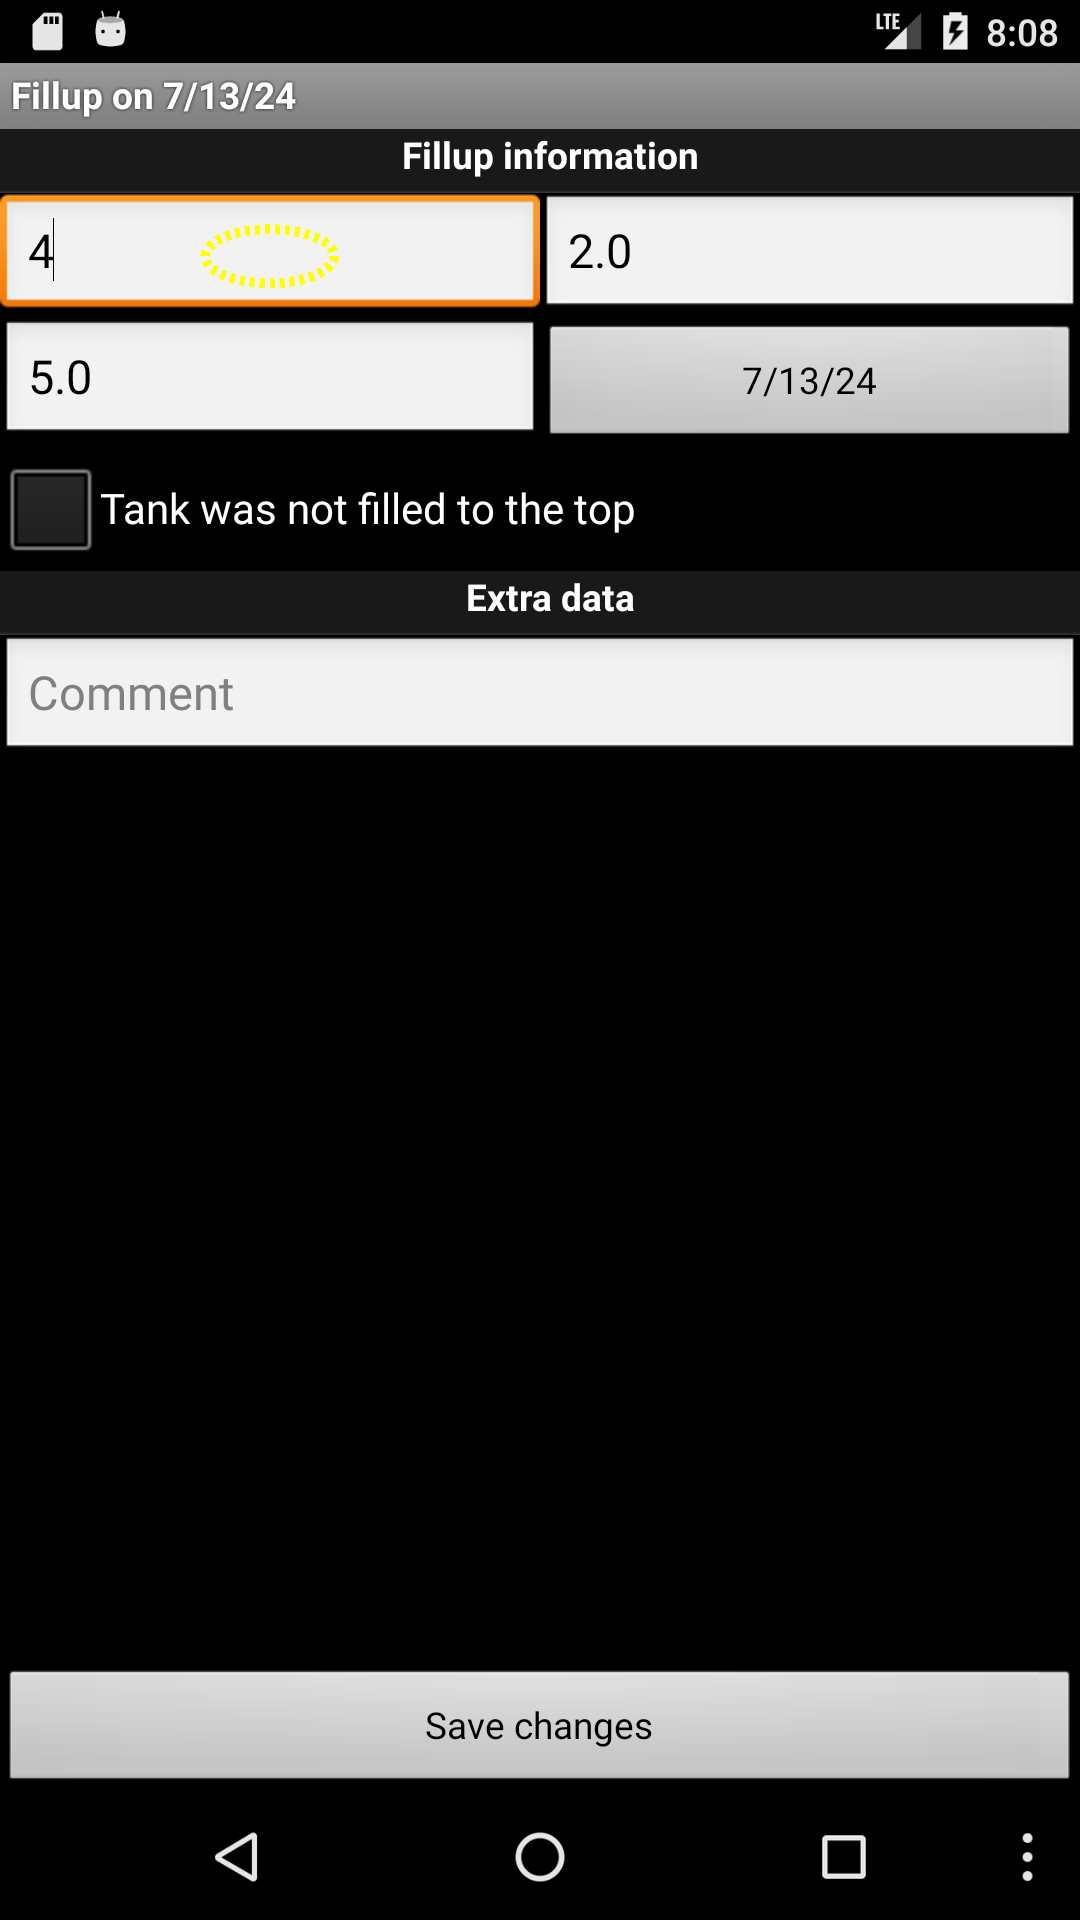 LTE 8:08
Fillup on 7/13/24
Fillup information
4 2.0
5.0 7/13/24
Tank was not filled to the top
Extra data
Comment
Save changes